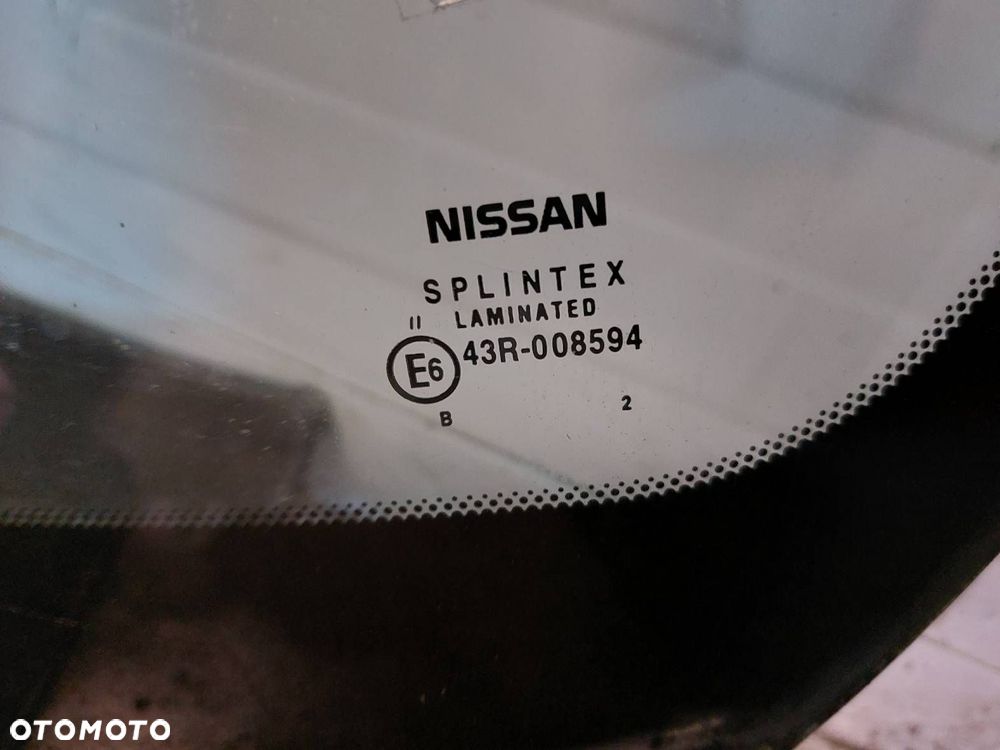 NISSAN
SPLINTEX
II LAMINATED
E6 43R-008594
B 2
OTOMOTO